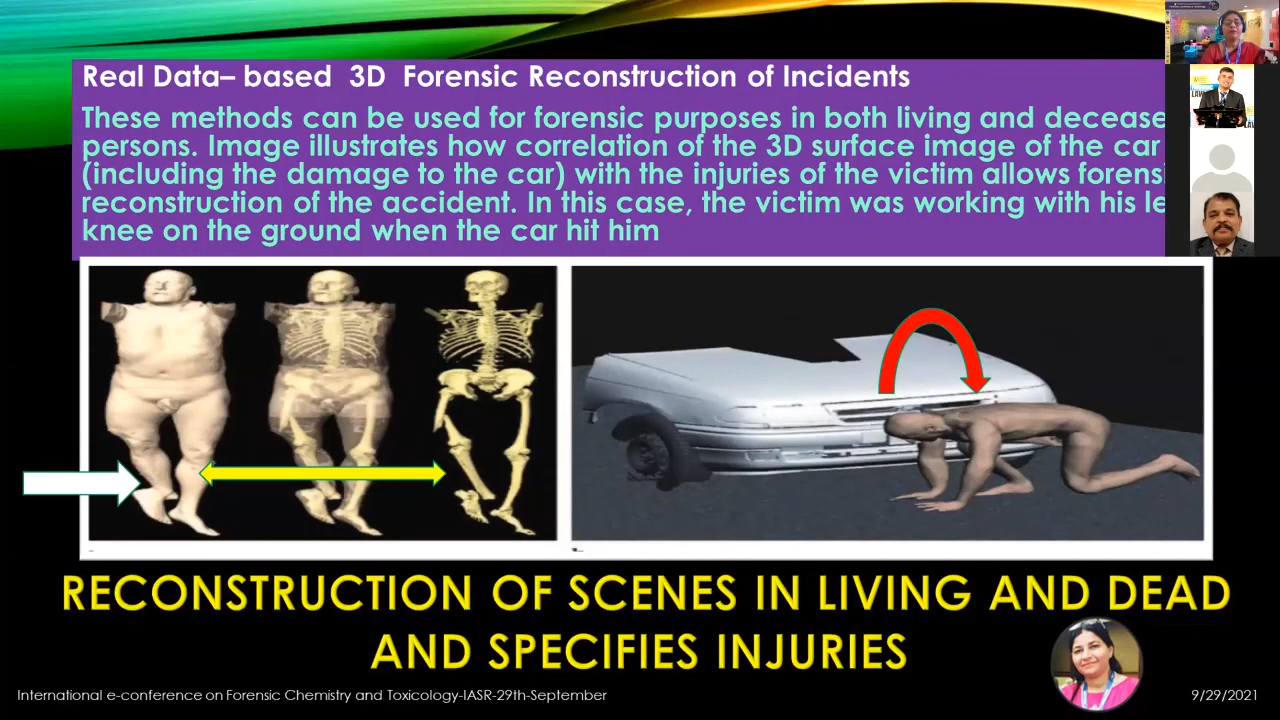 Real Data– based 3D Forensic Reconstruction of Incidents
These methods can be used for forensic purposes in both living and decease
persons. Image illustrates how correlation of the 3D surface image of the car
(including the damage to the car) with the injuries of the victim allows forensi
reconstruction of the accident. In this case, the victim was working with his le
knee on the ground when the car hit him
RECONSTRUCTION OF SCENES IN LIVING AND DEAD
AND SPECIFIES INJURIES
International e-conference on Forensic Chemistry and Toxicology-IASR-29th-September
9/29/2021